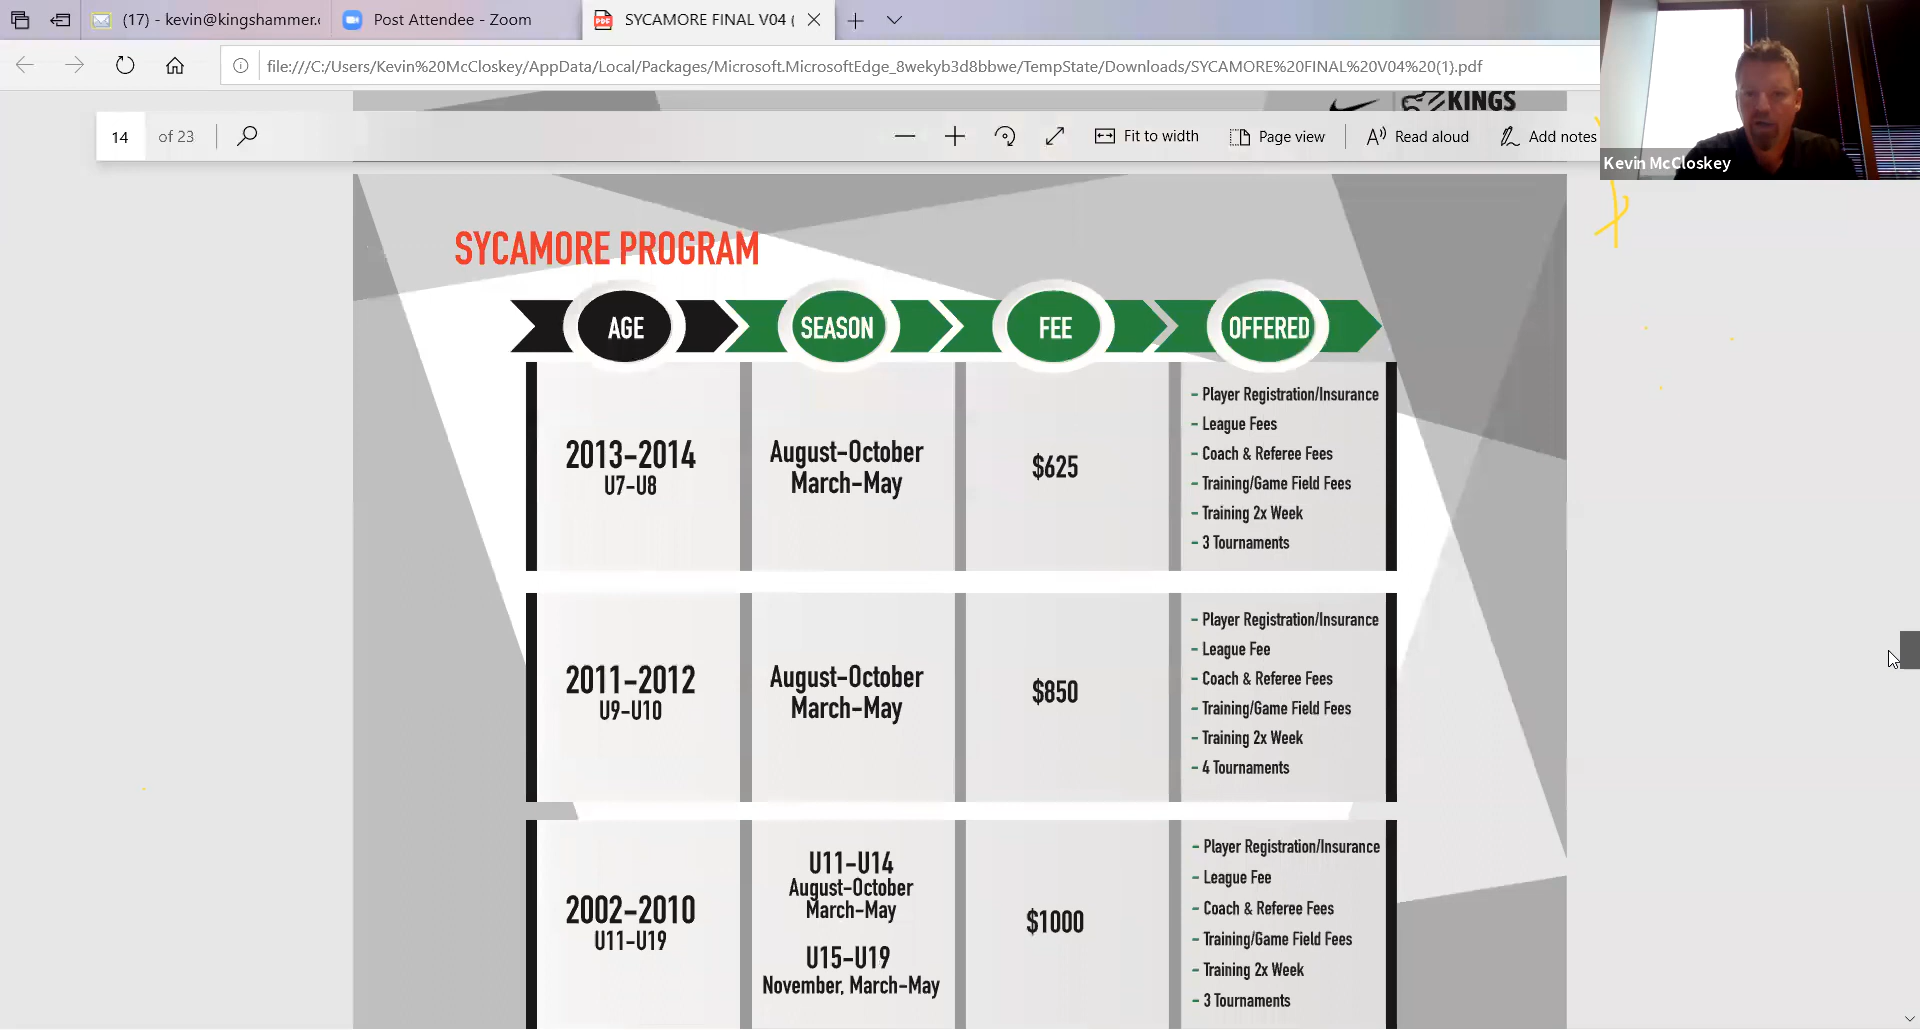 (17) - kevin@kingshammer.c
Post Attendee - Zoom
SYCAMORE FINAL V04 (
file:///C:/Users/Kevin%20McCloskey/AppData/Local/Packages/Microsoft.MicrosoftEdge_8wekyb3d8bbwe/TempState/Downloads/SYCAMORE%20FINAL%20V04%20(1).pdf
KINGS
14 of 23
Fit to width
Page view
Read aloud
Add notes
Kevin McCloskey
SYCAMORE PROGRAM
AGE
SEASON
FEE
OFFERED
2013-2014
U7-U8
August-October
March-May
$625
- Player Registration/Insurance
- League Fees
- Coach & Referee Fees
- Training/Game Field Fees
- Training 2x Week
- 3 Tournaments
2011-2012
U9-U10
August-October
March-May
$850
- Player Registration/Insurance
- League Fee
- Coach & Referee Fees
- Training/Game Field Fees
- Training 2x Week
- 4 Tournaments
2002-2010
U11-U19
U11-U14
August-October
March-May
U15-U19
November, March-May
$1000
- Player Registration/Insurance
- League Fee
- Coach & Referee Fees
- Training/Game Field Fees
- Training 2x Week
- 3 Tournaments